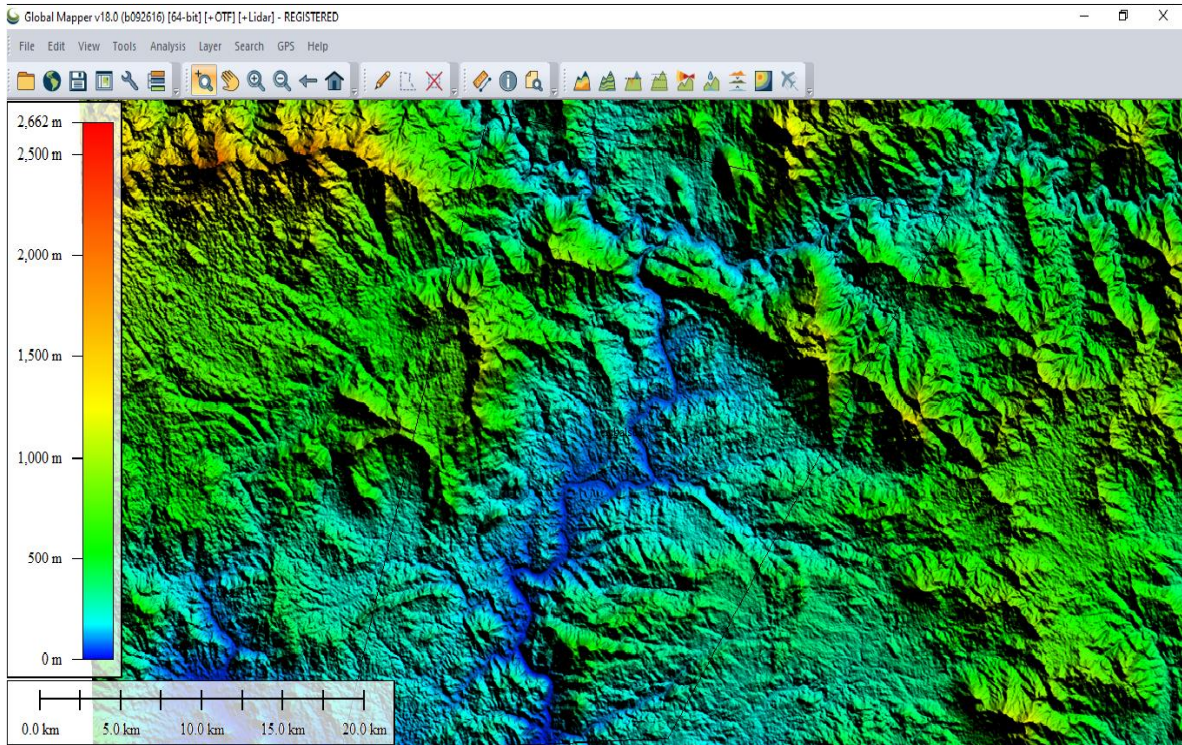 Global Mapper v18.0 (b092616) [64-bit] [+OTF] [+Lidar] - REGISTERED
File Edit View Tools Analysis Layer Search GPS Help
2,662 m
2,500 m
2,000 m
1,500 m
1,000 m
500 m
0 m
0.0 km 5.0 km 10.0 km 15.0 km 20.0 km